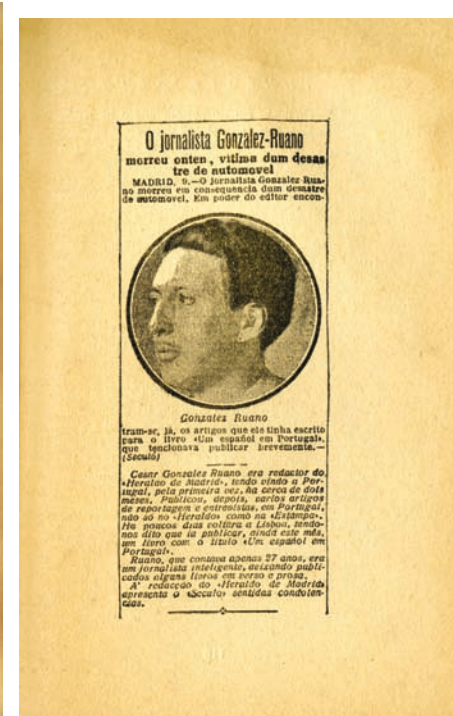 O jornalista Gonzalez-Ruano
morreu onten, vitima dum desas
tre de automovel
MADRID, 9.—O jornalista Gonzalez Rua-
no morreu em consequencia dum desastre
de automovel. Em poder do editor encon-
Gonzalez Ruano
tram-se, já, os artigos que ele tinha escrito
para o livro «Um español em Portugal»,
que tencionava publicar brevemente.—
(Seculo)
Cesar Gonzalez Ruano era redactor do
«Heraldo de Madrid», tendo vindo a Por-
tugal, pela primeira vez, ha cerca de dois
meses. Publicou, depois, varios artigos
de reportagem e entrevistas, em Portugal,
não só no «Heraldo» como na «Estampa».
Ha poucos dias voltára a Lisboa, tendo-
nos dito que ia publicar, ainda este mês,
um livro com o titulo «Um español em
Portugal».
Ruano, que contava apenas 27 anos, era
um jornalista inteligente, deixando publi-
cados alguns livros em verso e prosa.
A' redacção do «Heraldo de Madrid»
apresenta o «Seculo» sentidas condolen-
cias.